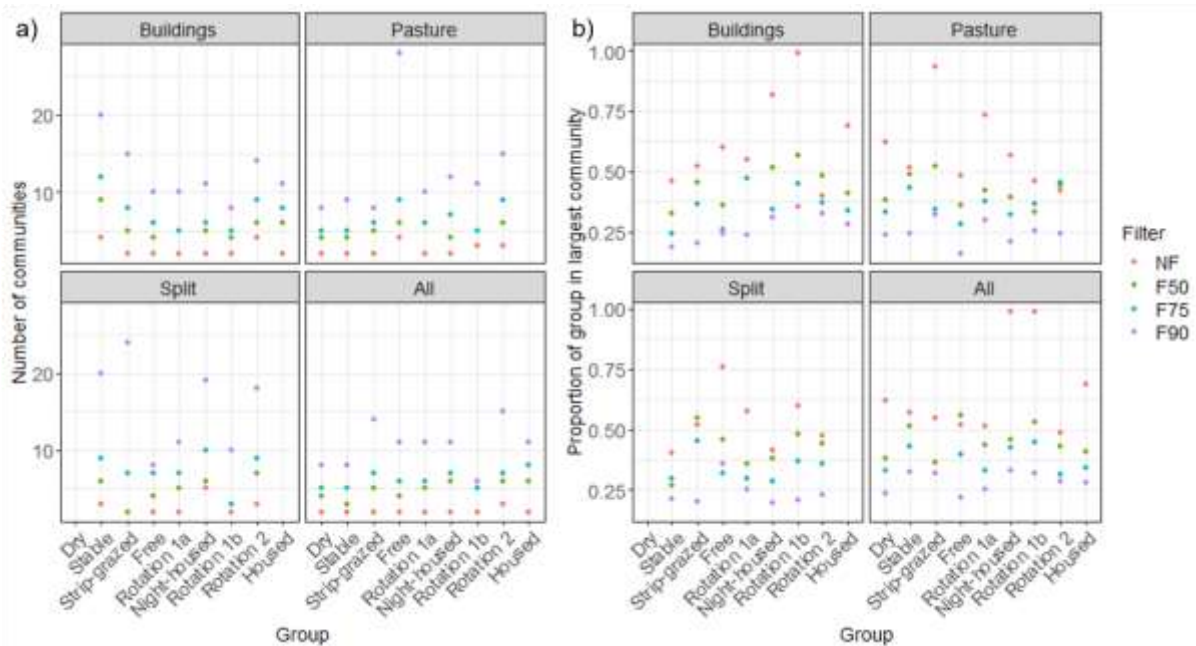 a)
Buildings
Pasture
Split
All
Number of communities
20
10
20
10
Dry
Stable
Strip-grazed
Free
Rotation 1a
Night-housed
Rotation 1b
Rotation 2
Housed
Dry
Stable
Strip-grazed
Free
Rotation 1a
Night-housed
Rotation 1b
Rotation 2
Housed
Group
b)
Buildings
Pasture
Split
All
Proportion of group in largest community
1.00
0.75
0.50
0.25
1.00
0.75
0.50
0.25
Dry
Stable
Strip-grazed
Free
Rotation 1a
Night-housed
Rotation 1b
Rotation 2
Housed
Dry
Stable
Strip-grazed
Free
Rotation 1a
Night-housed
Rotation 1b
Rotation 2
Housed
Group
Filter
NF
F50
F75
F90